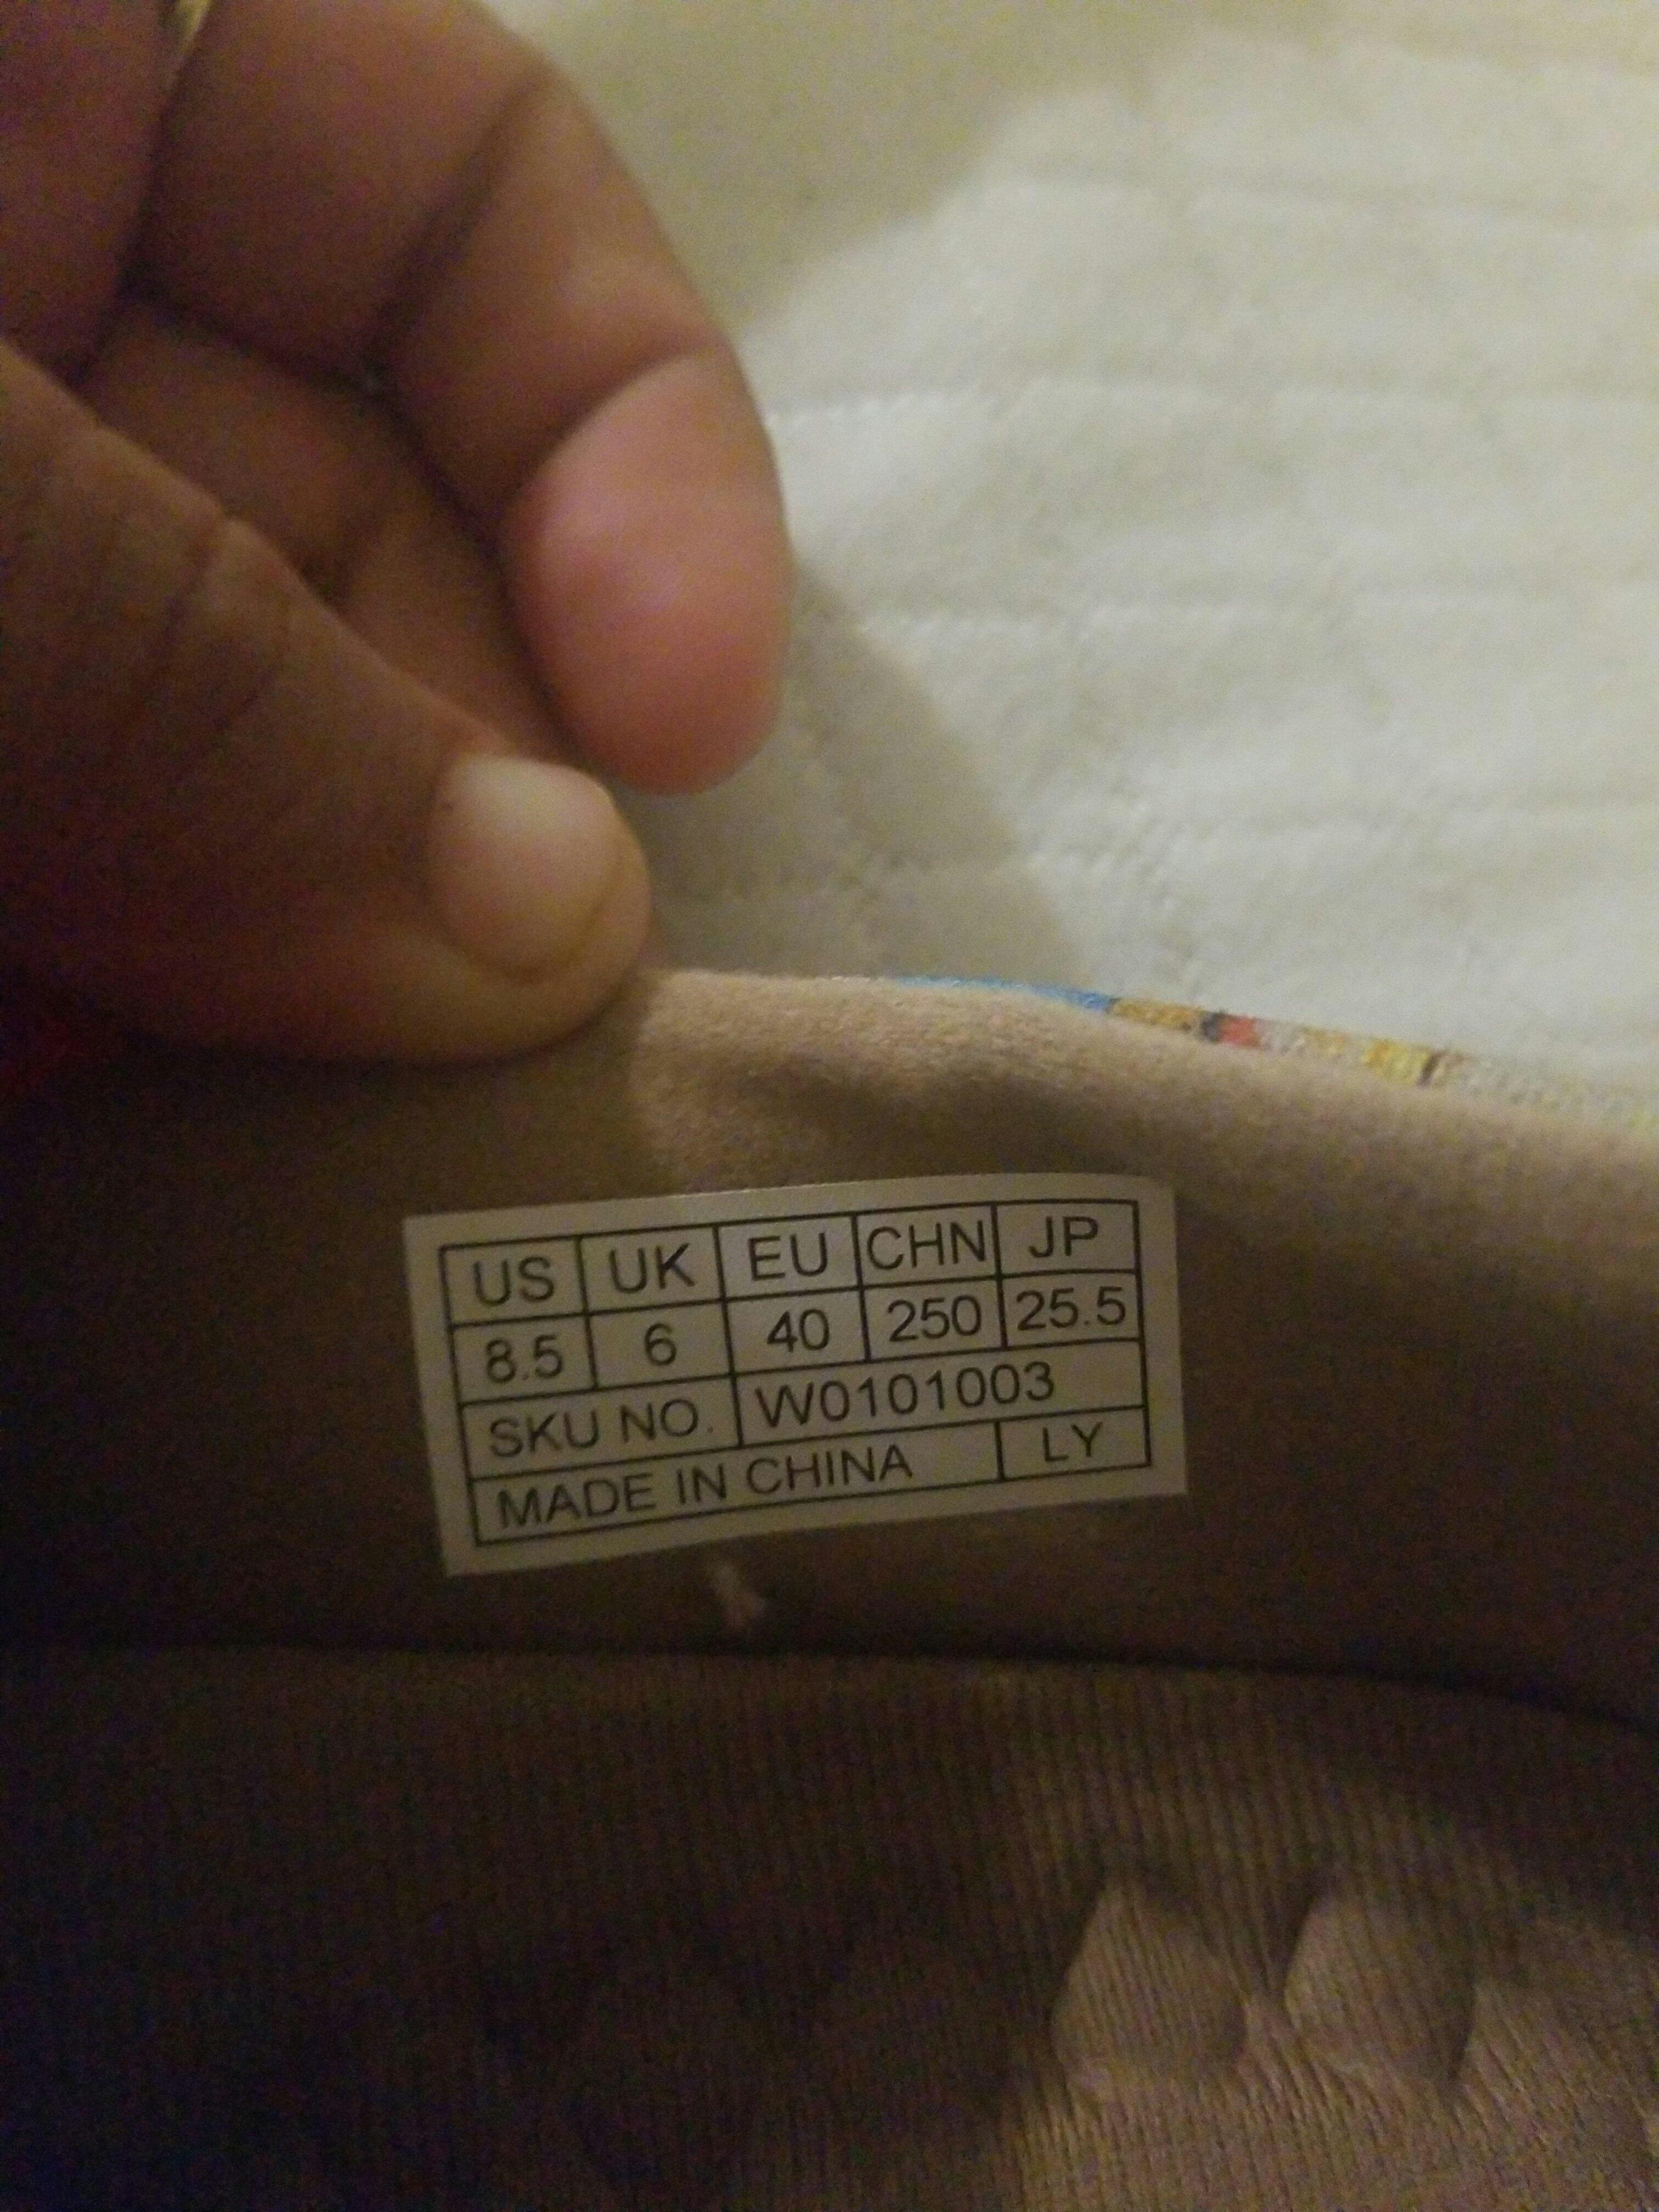 US UK EU CHN JP
8.5 6 40 250 25.5
SKU NO. W0101003
MADE IN CHINA LY